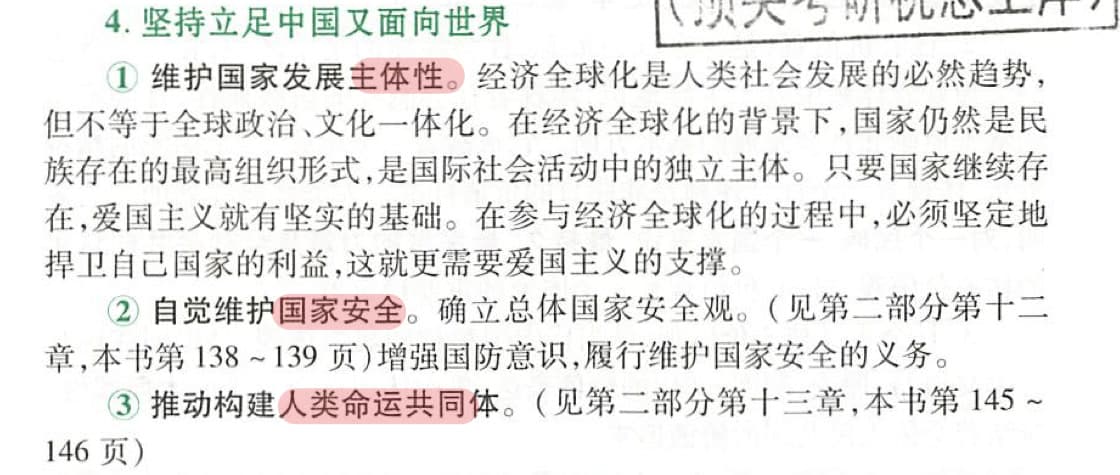 4. 坚持立足中国又面向世界
① 维护国家发展主体性。经济全球化是人类社会发展的必然趋势,
但不等于全球政治、文化一体化。在经济全球化的背景下,国家仍然是民
族存在的最高组织形式,是国际社会活动中的独立主体。只要国家继续存
在,爱国主义就有坚实的基础。在参与经济全球化的过程中,必须坚定地
捍卫自己国家的利益,这就更需要爱国主义的支撑。
② 自觉维护国家安全。确立总体国家安全观。(见第二部分第十二
章,本书第 138 ~ 139 页)增强国防意识,履行维护国家安全的义务。
③ 推动构建人类命运共同体。(见第二部分第十三章,本书第 145 ~
146 页)